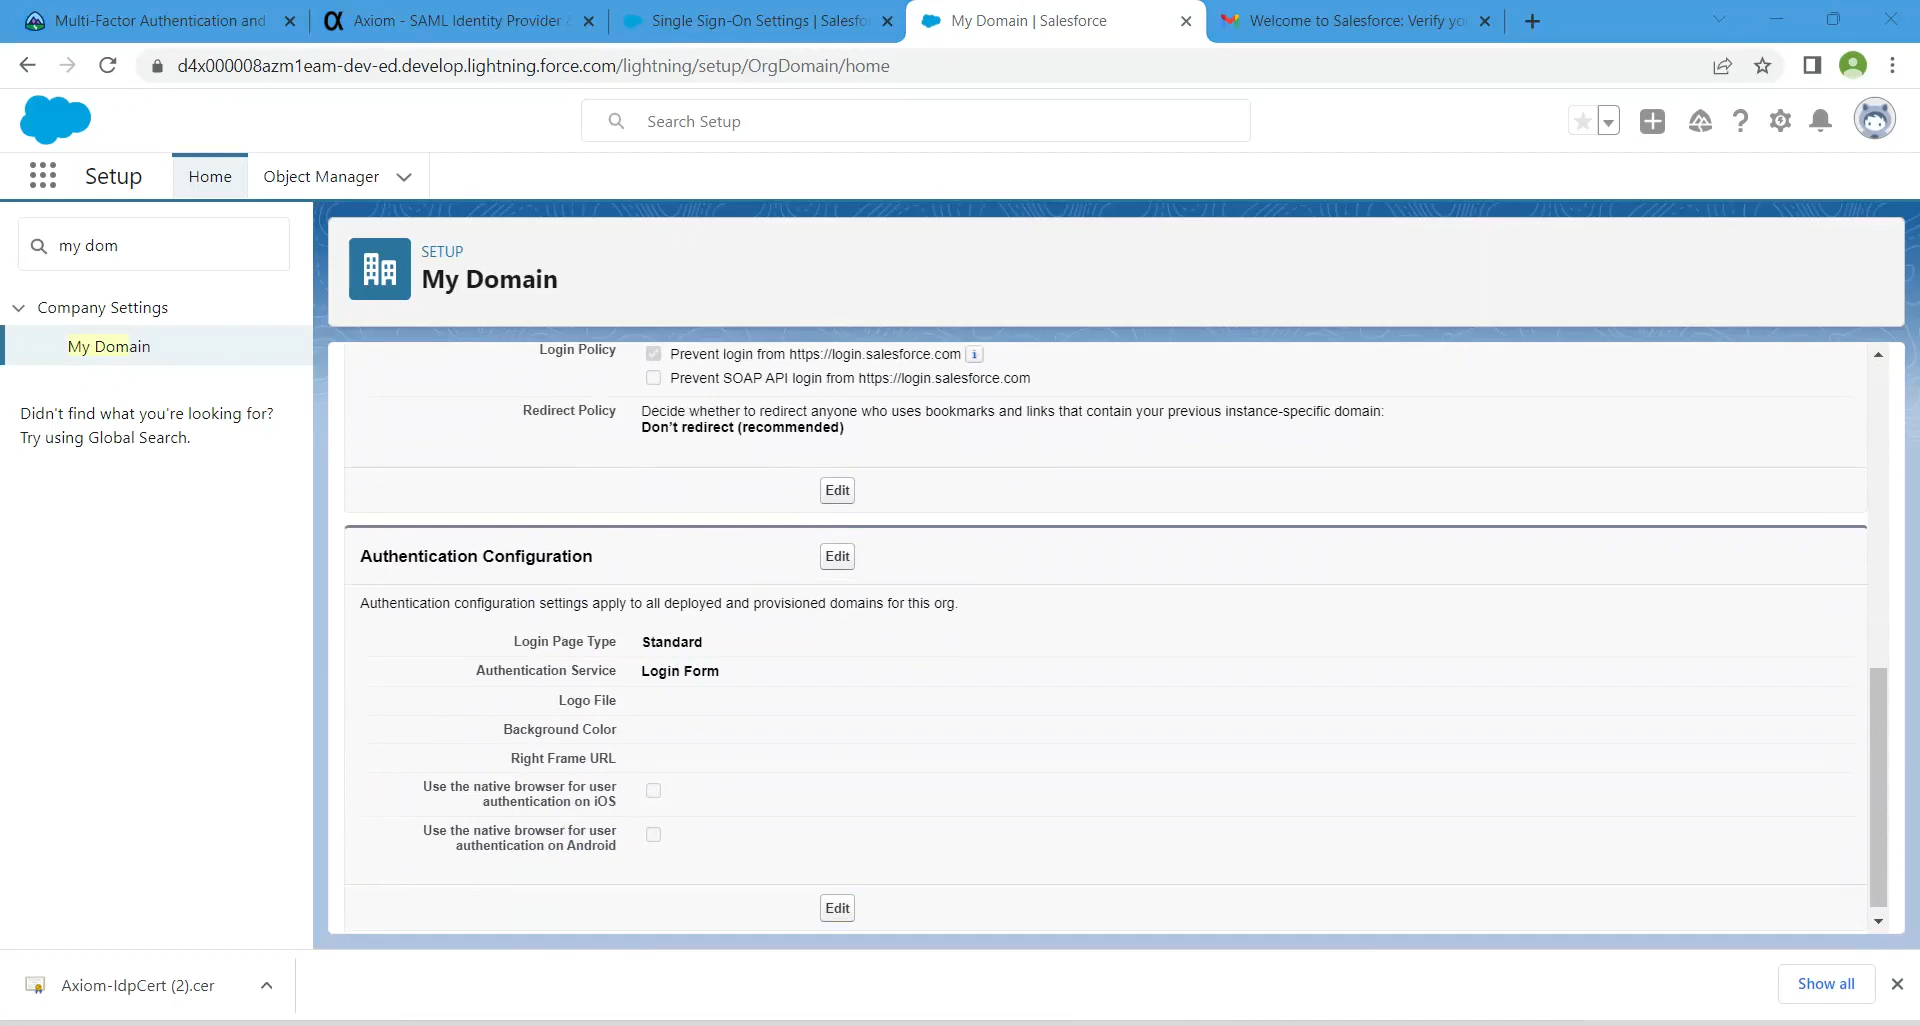 Multi-Factor Authentication and
Axiom - SAML Identity Provider &
Single Sign-On Settings | Salesfo
My Domain | Salesforce
Welcome to Salesforce: Verify yo
d4x000008azm1eam-dev-ed.develop.lightning.force.com/lightning/setup/OrgDomain/home
Search Setup
Setup
Home
Object Manager
my dom
Company Settings
My Domain
Didn't find what you're looking for?
Try using Global Search.
SETUP
My Domain
Login Policy
Prevent login from https://login.salesforce.com
Prevent SOAP API login from https://login.salesforce.com
Redirect Policy
Decide whether to redirect anyone who uses bookmarks and links that contain your previous instance-specific domain:
Don't redirect (recommended)
Edit
Authentication Configuration
Edit
Authentication configuration settings apply to all deployed and provisioned domains for this org.
Login Page Type
Standard
Authentication Service
Login Form
Logo File
Background Color
Right Frame URL
Use the native browser for user
authentication on iOS
Use the native browser for user
authentication on Android
Edit
Axiom-IdpCert (2).cer
Show all